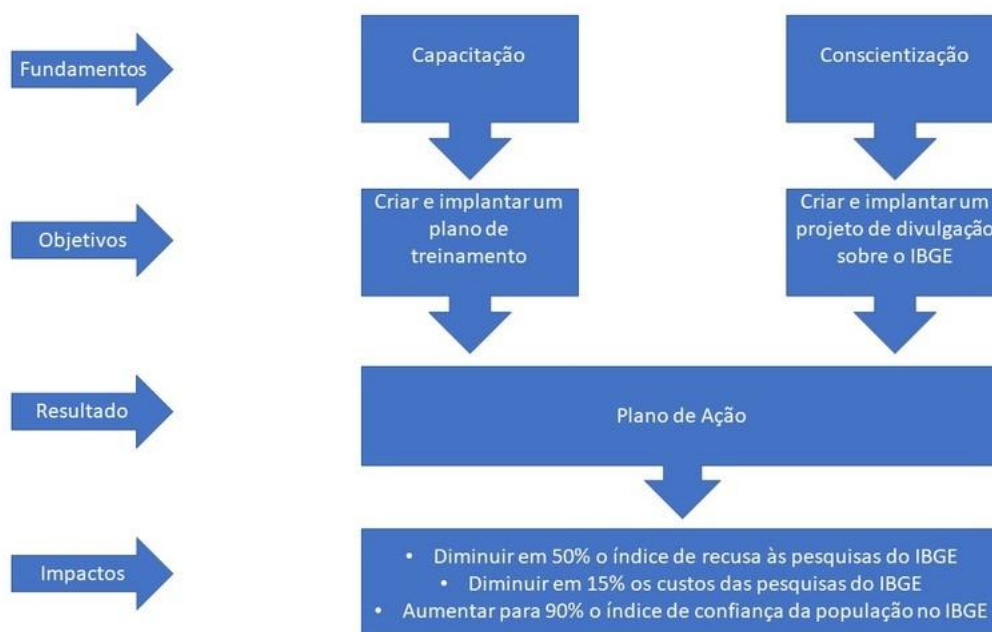 Fundamentos
Capacitação
Conscientização
Objetivos
Criar e implantar um
plano de
treinamento
Criar e implantar um
projeto de divulgação
sobre o IBGE
Resultado
Plano de Ação
Impactos
• Diminuir em 50% o índice de recusa às pesquisas do IBGE
• Diminuir em 15% os custos das pesquisas do IBGE
• Aumentar para 90% o índice de confiança da população no IBGE